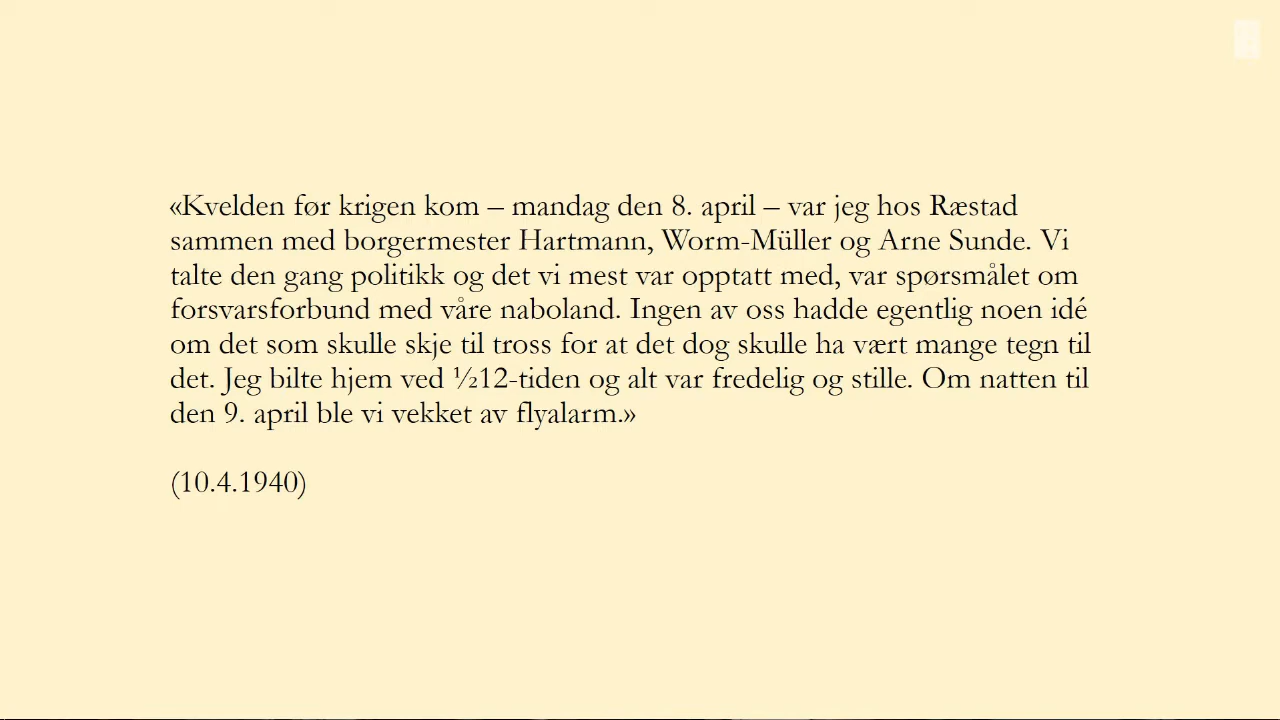 «Kvelden før krigen kom – mandag den 8. april – var jeg hos Ræstad
sammen med borgermester Hartmann, Worm-Müller og Arne Sunde. Vi
talte den gang politikk og det vi mest var opptatt med, var spørsmålet om
forsvarsforbund med våre naboland. Ingen av oss hadde egentlig noen idé
om det som skulle skje til tross for at det dog skulle ha vært mange tegn til
det. Jeg bilte hjem ved ½12-tiden og alt var fredelig og stille. Om natten til
den 9. april ble vi vekket av flyalarm.»
(10.4.1940)